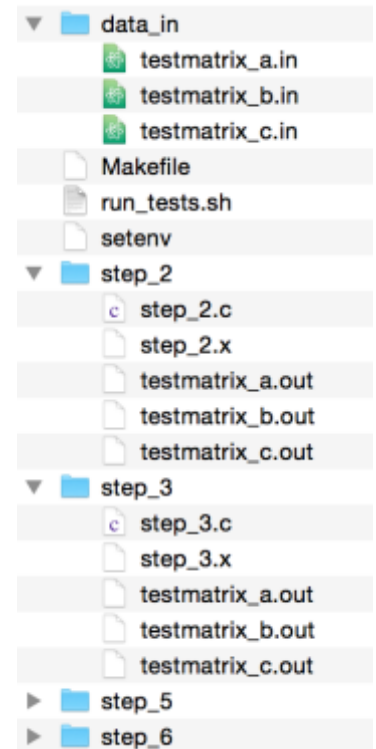 data_in
testmatrix_a.in
testmatrix_b.in
testmatrix_c.in
Makefile
run_tests.sh
setenv
step_2
c step_2.c
step_2.x
testmatrix_a.out
testmatrix_b.out
testmatrix_c.out
step_3
c step_3.c
step_3.x
testmatrix_a.out
testmatrix_b.out
testmatrix_c.out
step_5
step_6